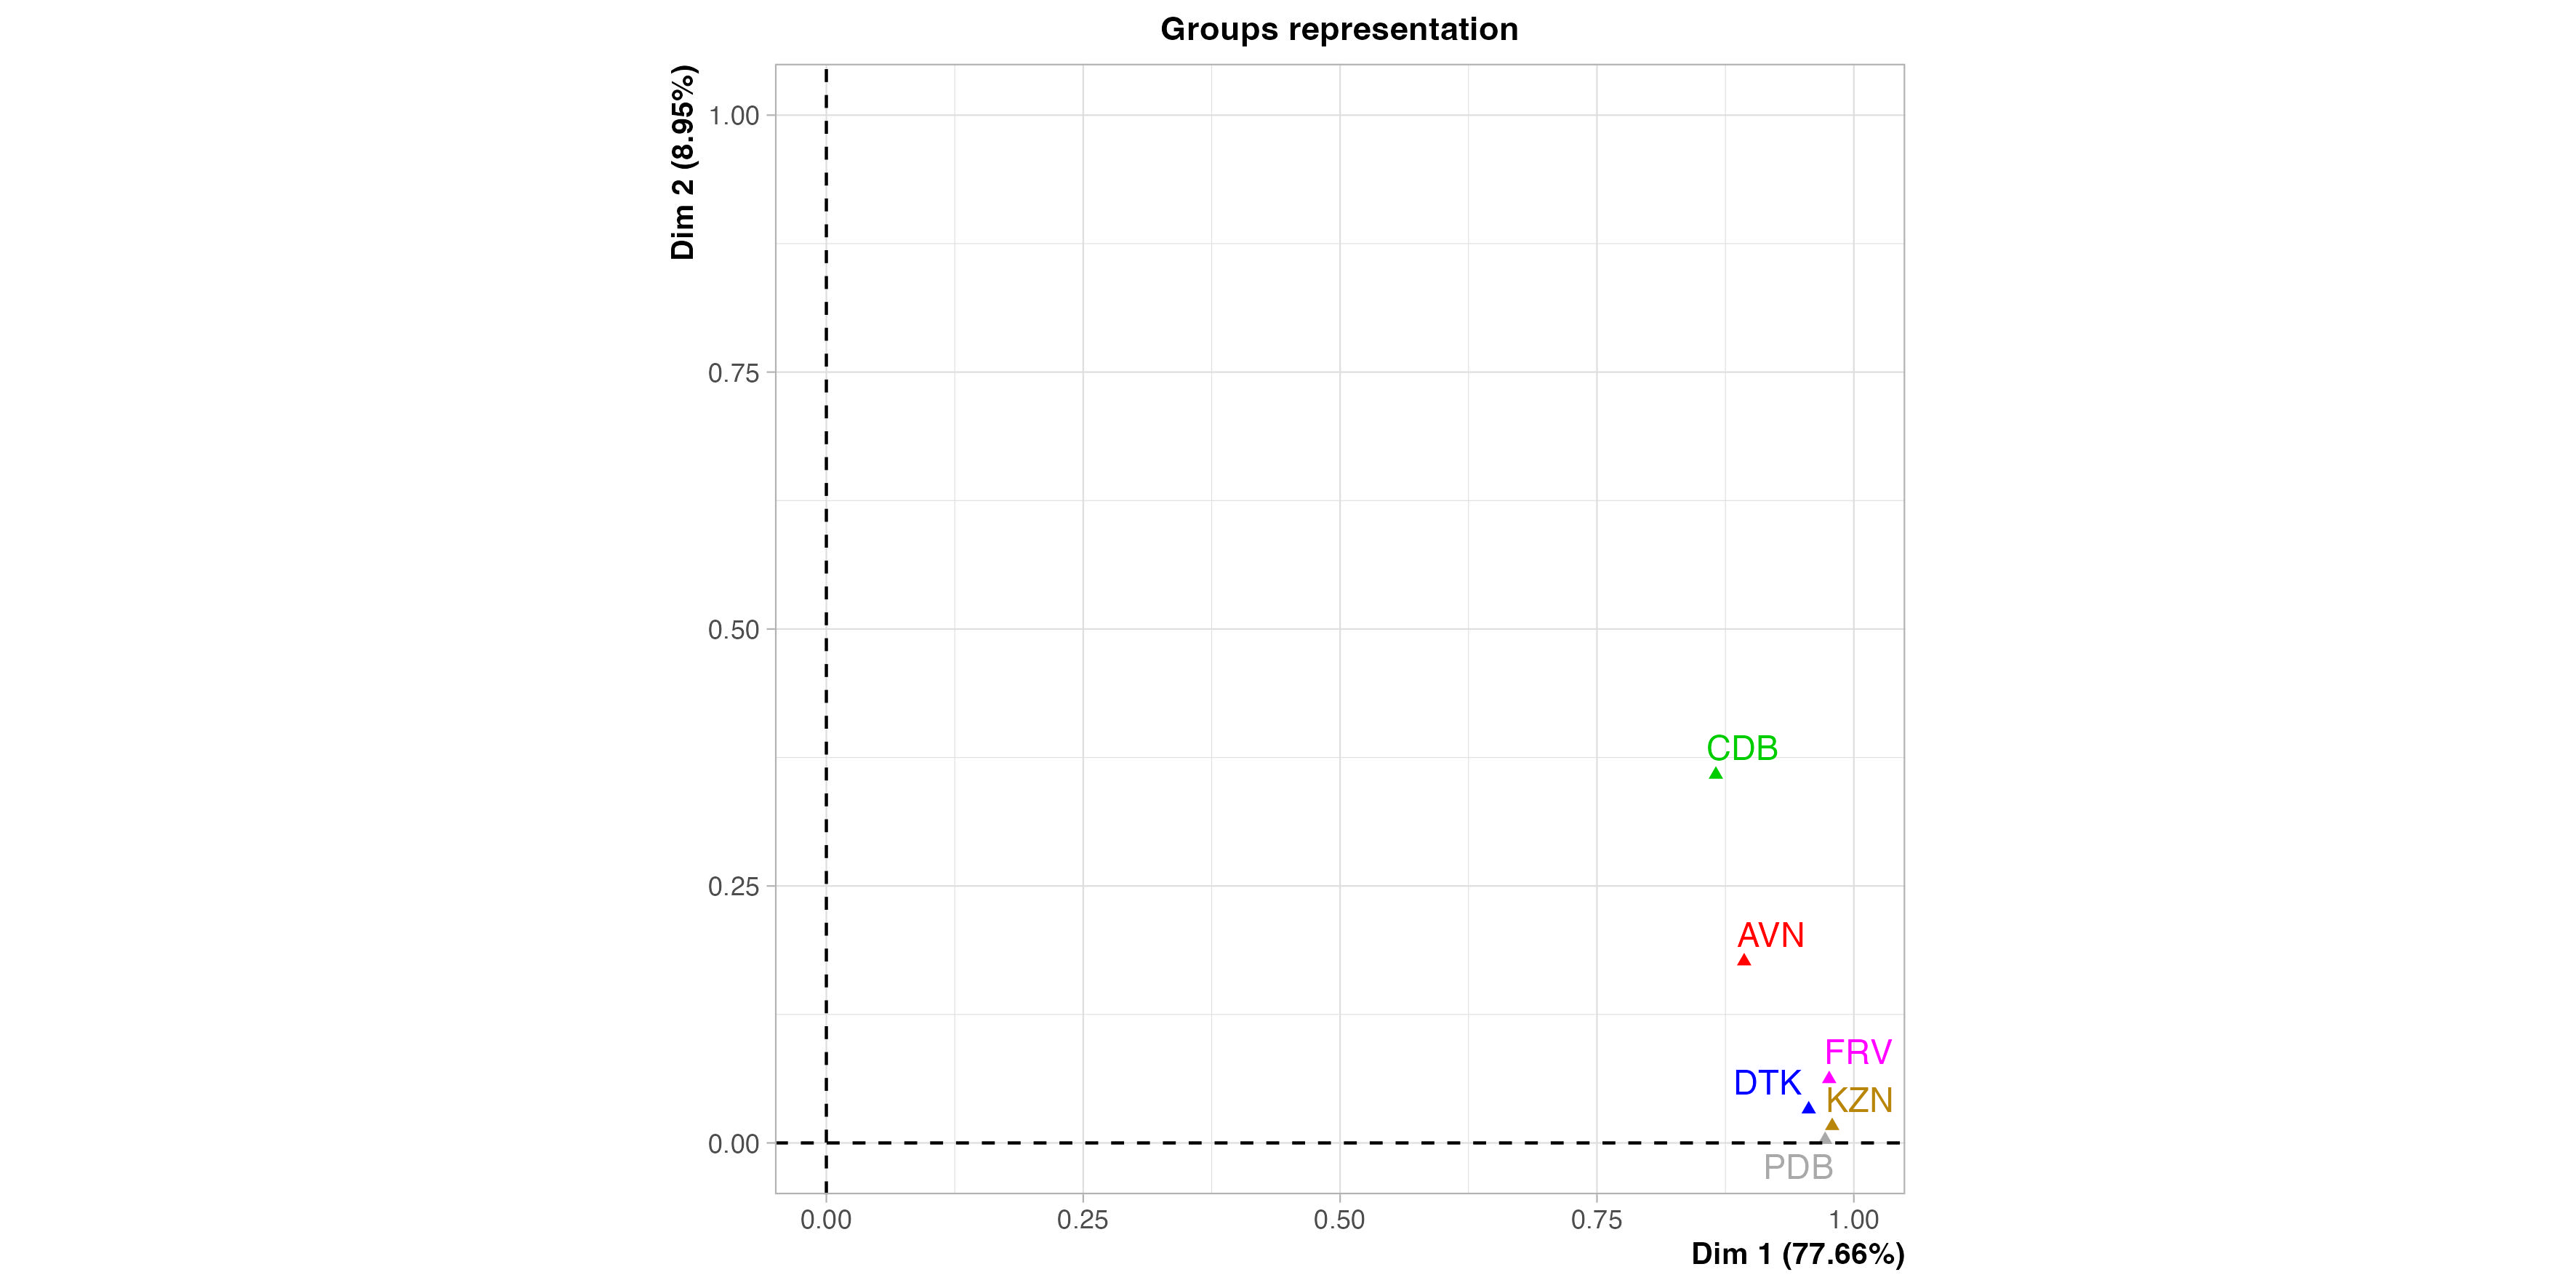 Groups representation
Dim 2 (8.95%)
1.00
0.75
0.50
0.25
0.00
CDB
AVN
FRV
DTK
KZN
PDB
0.00 0.25 0.50 0.75 1.00
Dim 1 (77.66%)